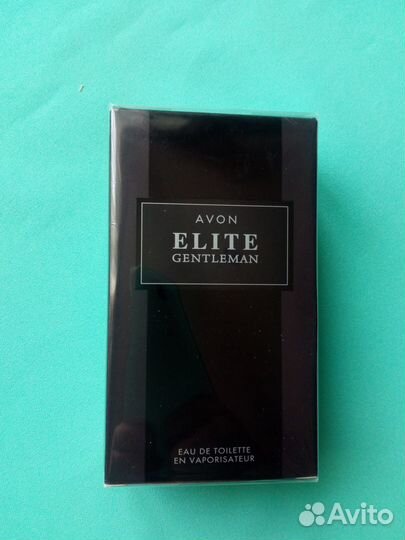 AVON
ELITE
GENTLEMAN
EAU DE TOILETTE
EN VAPORISATEUR
Avito